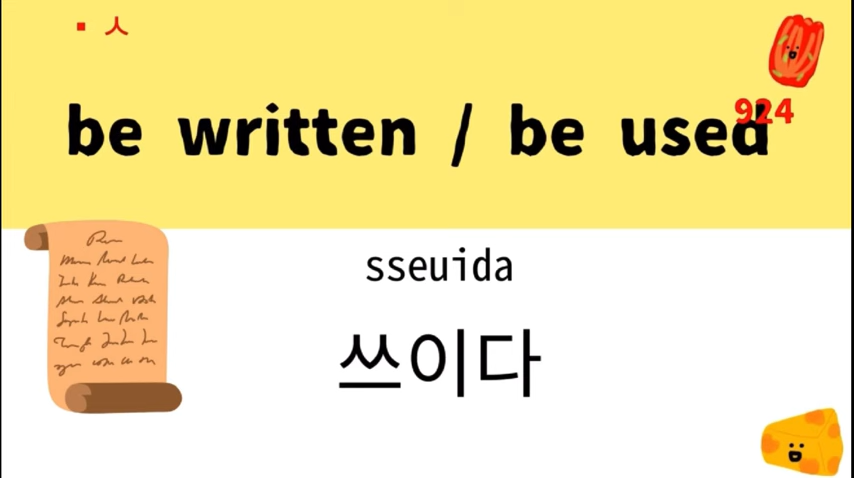 ▪ ㅅ
924
be written / be used
sseuida
쓰이다